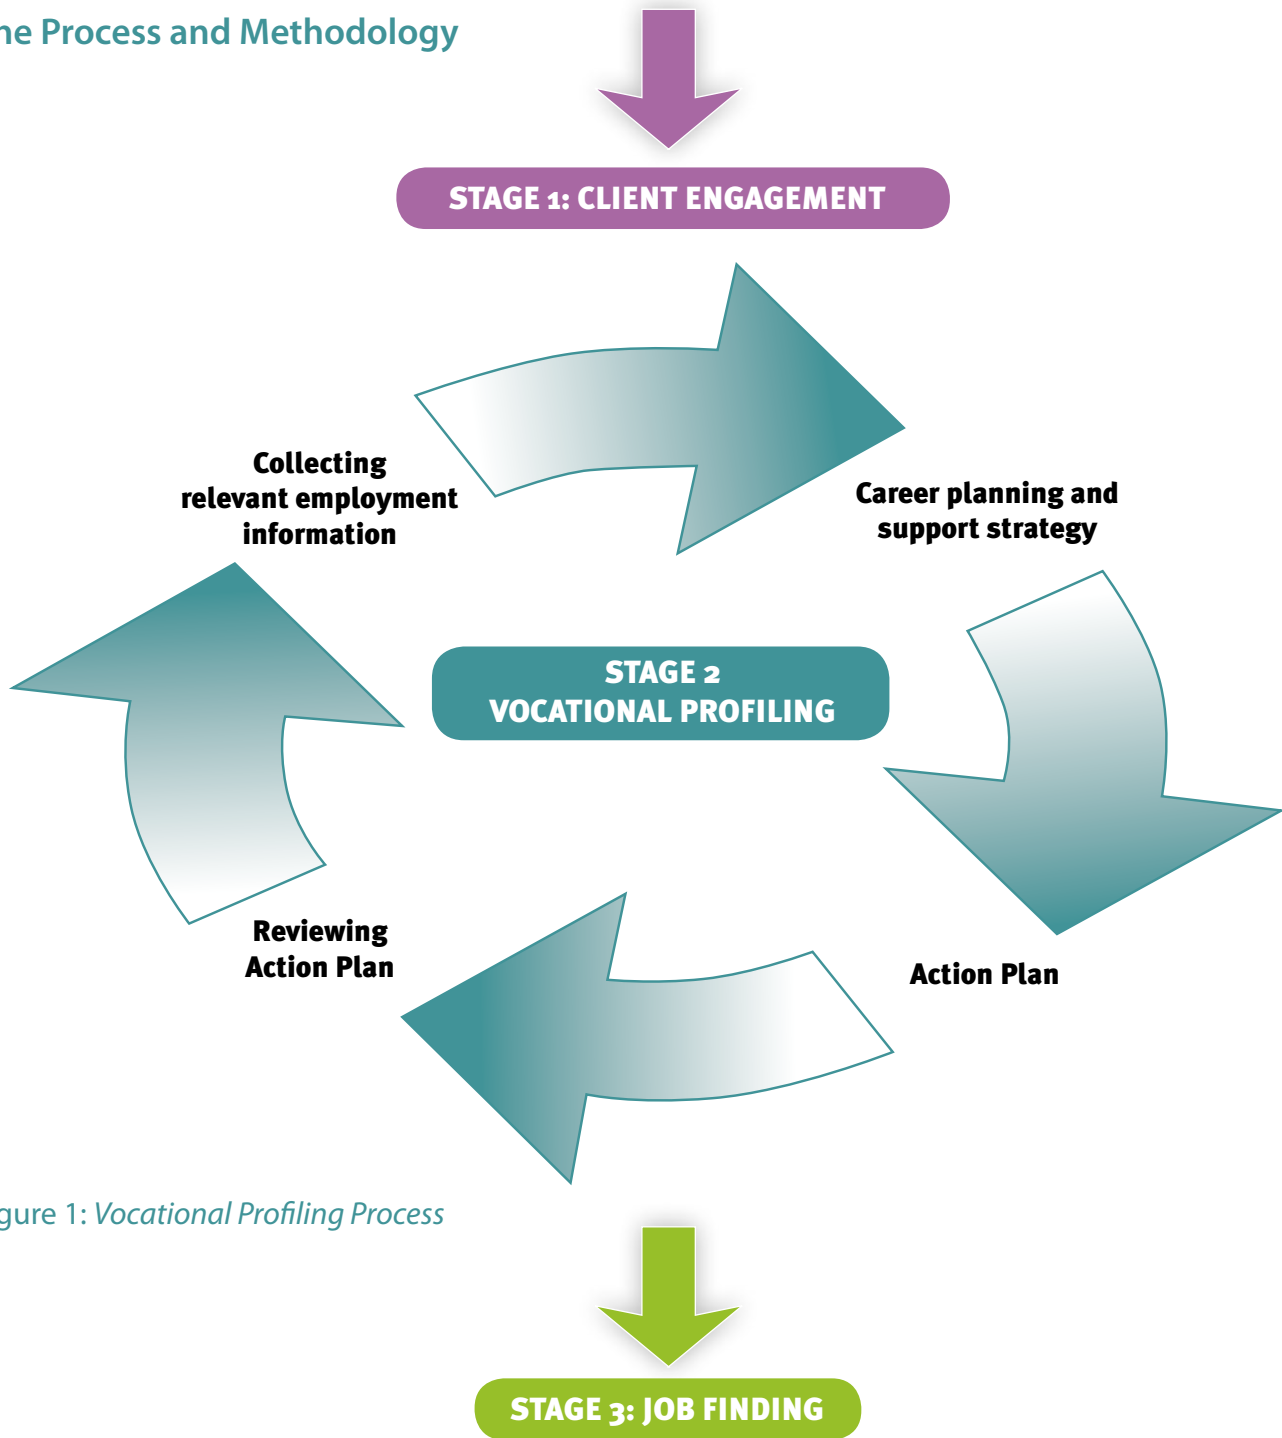 he Process and Methodology
STAGE 1: CLIENT ENGAGEMENT
Collecting
relevant employment
information
Career planning and
support strategy
STAGE 2
VOCATIONAL PROFILING
Reviewing
Action Plan
Action Plan
gure 1: Vocational Profiling Process
STAGE 3: JOB FINDING